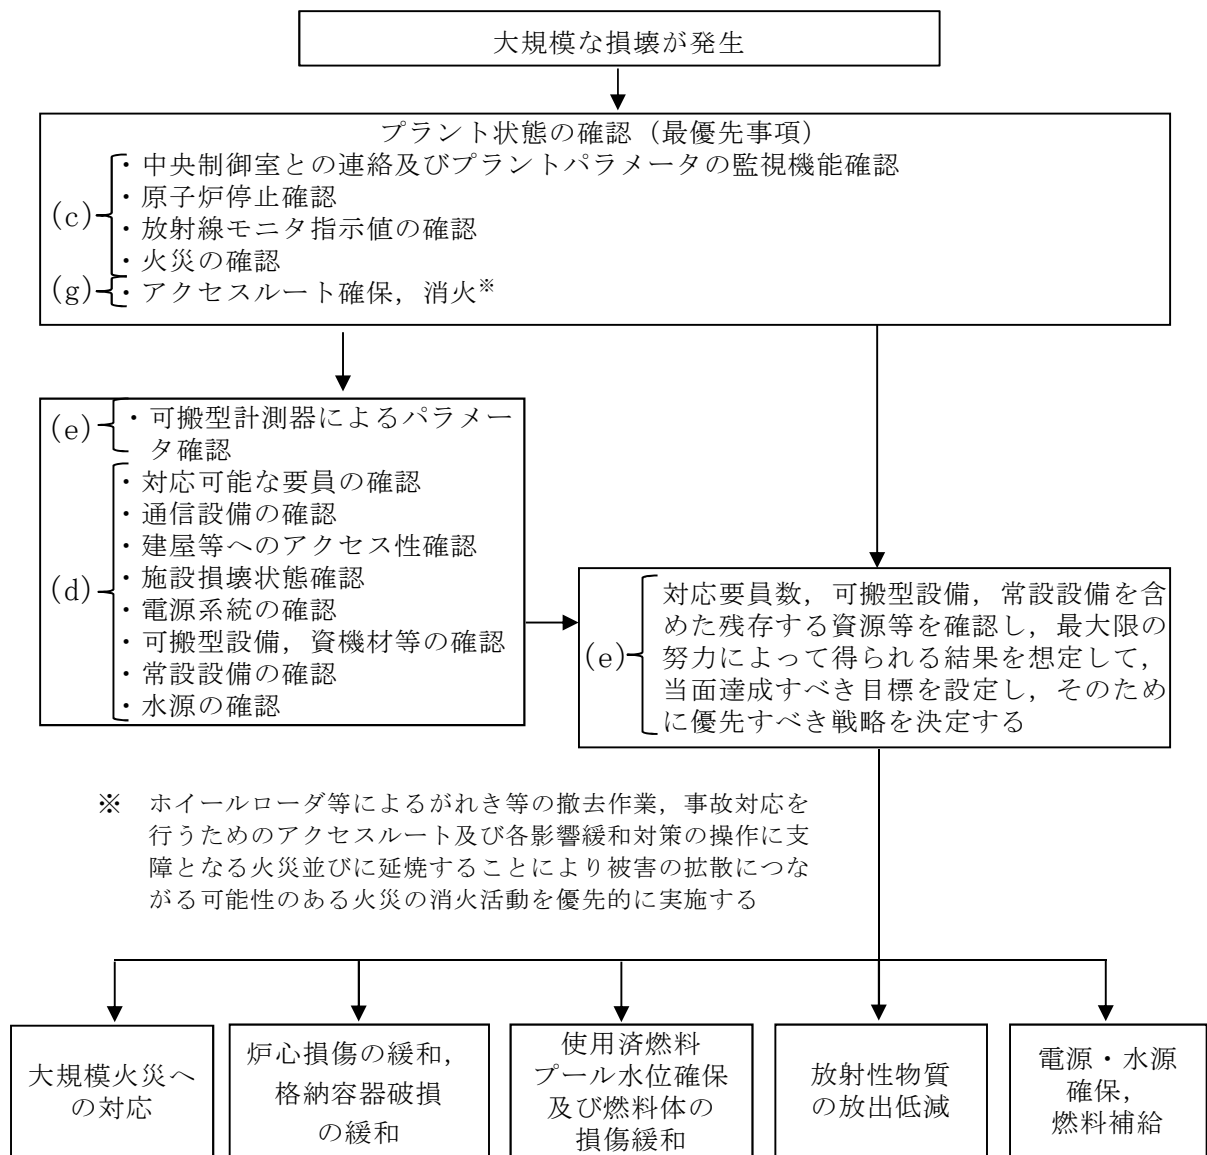 大規模な損壊が発生
プラント状態の確認（最優先事項）
・中央制御室との連絡及びプラントパラメータの監視機能確認
・原子炉停止確認
(c)
・放射線モニタ指示値の確認
・火災の確認
(g)
・アクセスルート確保，消火※
(e)
・可搬型計測器によるパラメー
タ確認
・対応可能な要員の確認
・通信設備の確認
・建屋等へのアクセス性確認
(d)
・施設損壊状態確認
・電源系統の確認
・可搬型設備，資機材等の確認
・常設設備の確認
・水源の確認
(e)
対応要員数，可搬型設備，常設設備を含
めた残存する資源等を確認し，最大限の
努力によって得られる結果を想定して，
当面達成すべき目標を設定し，そのため
に優先すべき戦略を決定する
※　ホイールローダ等によるがれき等の撤去作業，事故対応を
行うためのアクセスルート及び各影響緩和対策の操作に支
障となる火災並びに延焼することにより被害の拡散につな
がる可能性のある火災の消火活動を優先的に実施する
大規模火災へ
の対応
炉心損傷の緩和，
格納容器破損
の緩和
使用済燃料
プール水位確保
及び燃料体の
損傷緩和
放射性物質
の放出低減
電源・水源
確保，
燃料補給